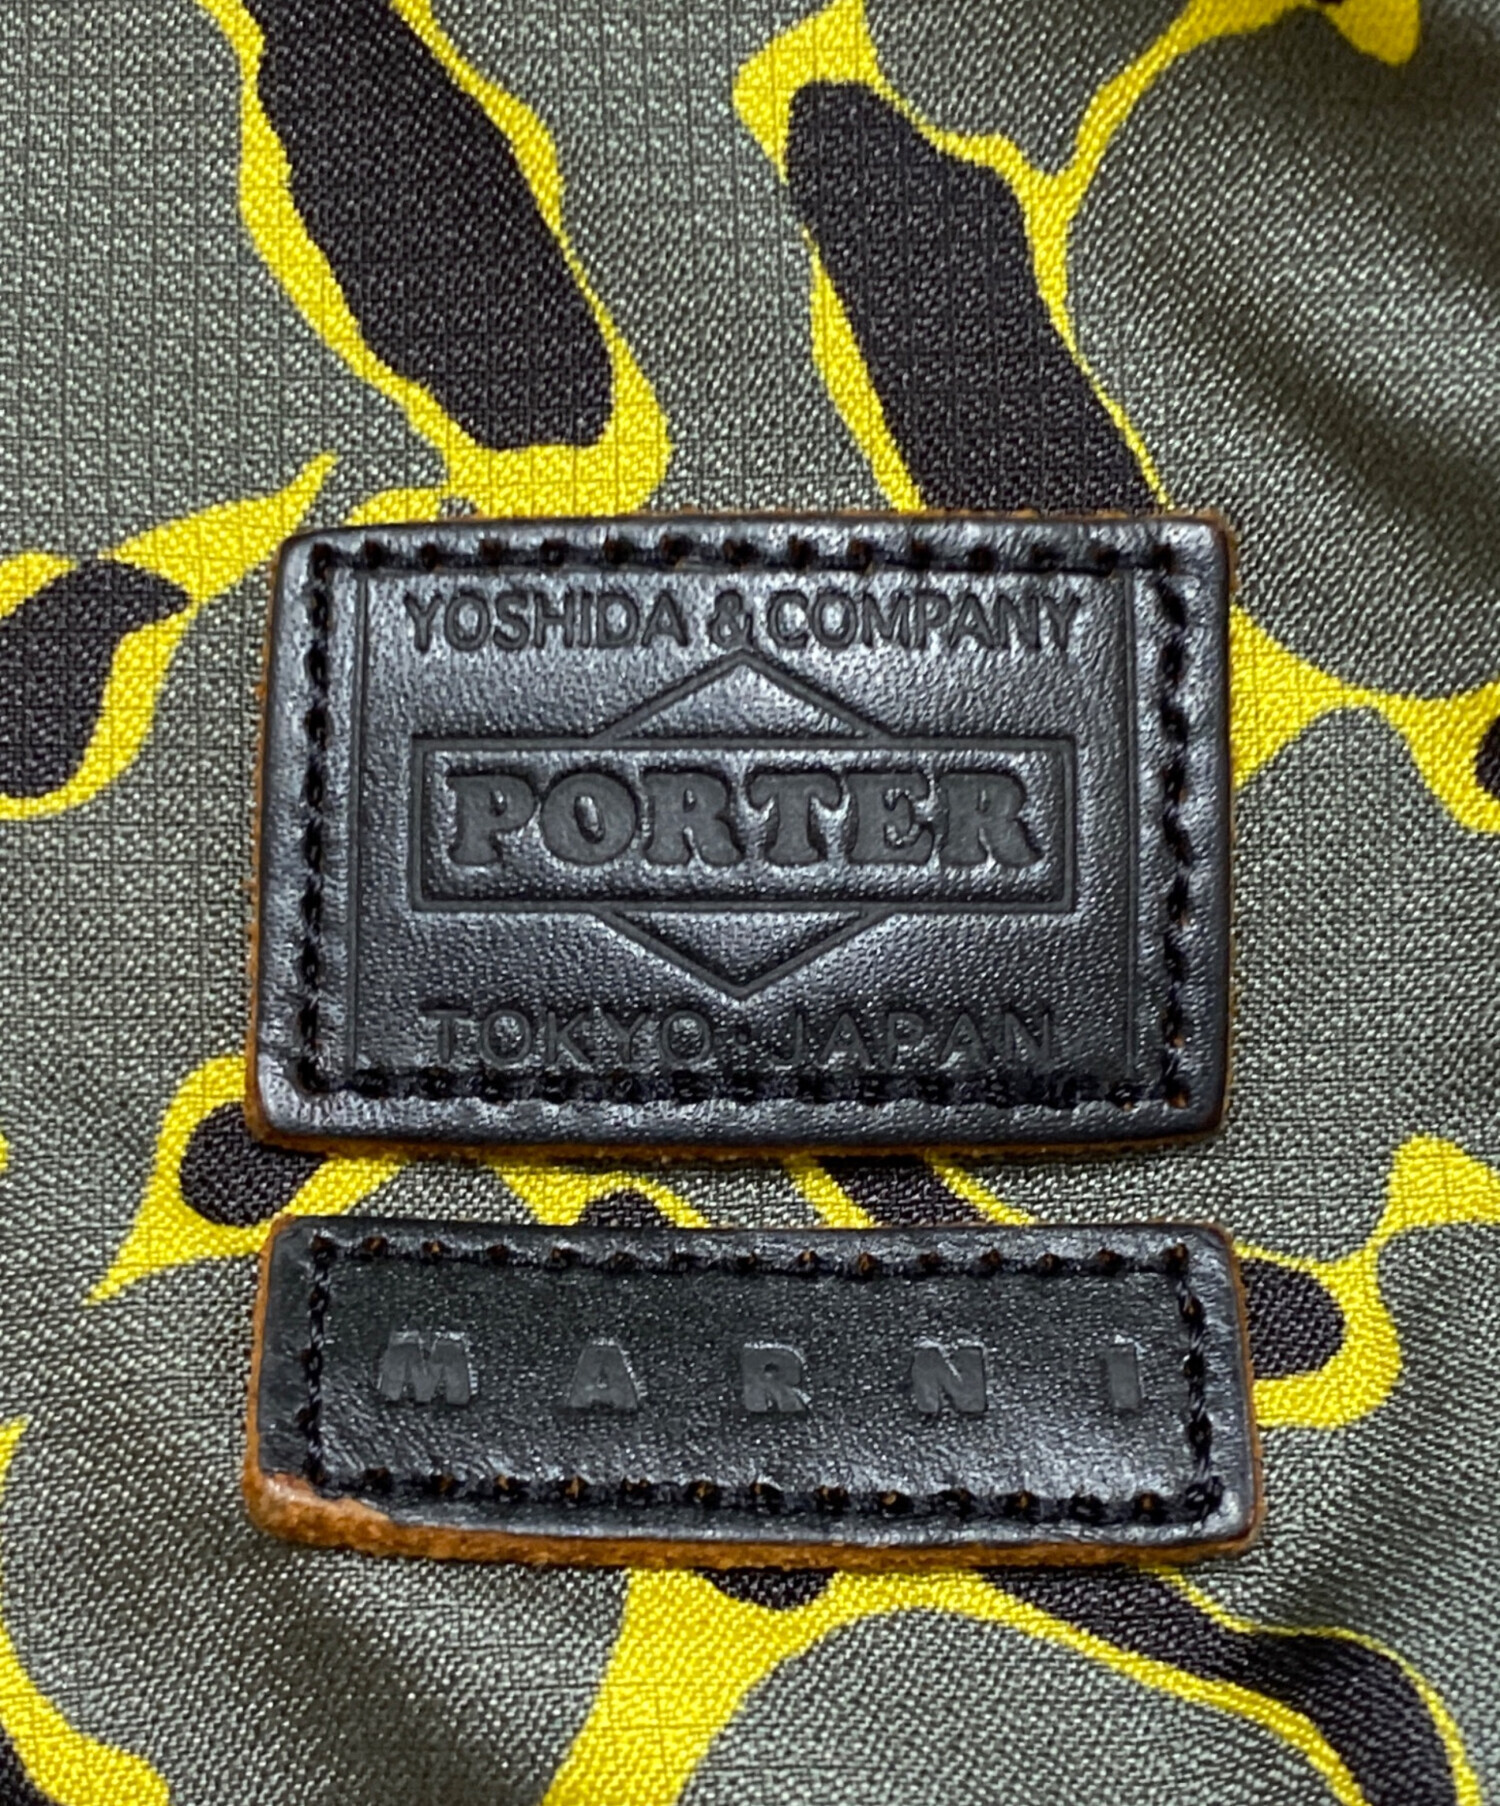 YOSHIDA & COMPANY
PORTER
TOKYO・JAPAN
MARNI